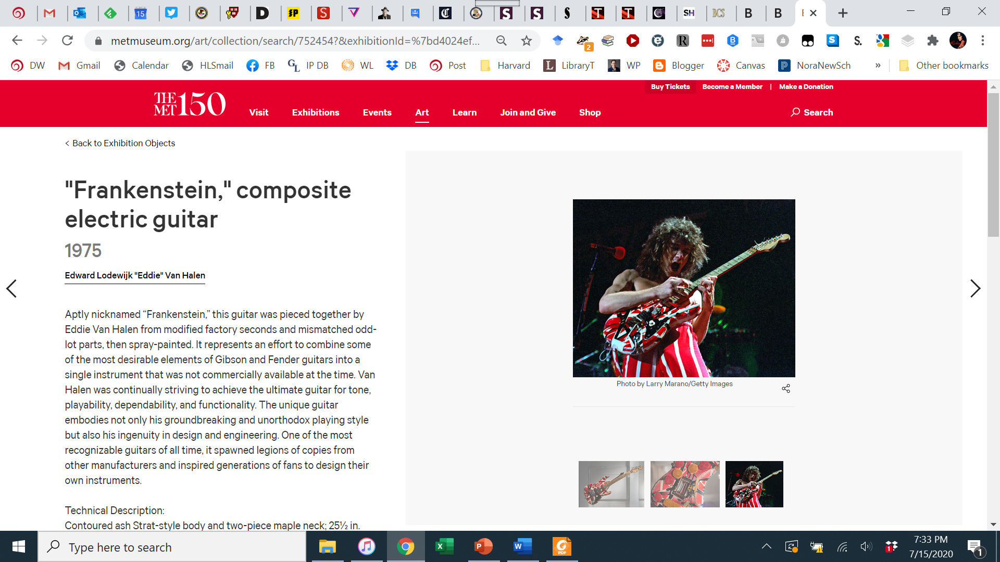 15
D
SP
S
C
S
S
S
T
T
SH
BCS
B
B
E
metmuseum.org/art/collection/search/752454?&exhibitionId=%7bd4024ef...
2
R
B
S
S.
DW
Gmail
Calendar
HLSmail
FB
GL
IP DB
WL
DB
Post
Harvard
L
LibraryT
WP
Blogger
Canvas
NoraNewSch
»
Other bookmarks
Buy Tickets
Become a Member | Make a Donation
THE MET 150
Visit
Exhibitions
Events
Art
Learn
Join and Give
Shop
Search
< Back to Exhibition Objects
"Frankenstein," composite
electric guitar
1975
Edward Lodewijk "Eddie" Van Halen
Aptly nicknamed “Frankenstein,” this guitar was pieced together by
Eddie Van Halen from modified factory seconds and mismatched odd-
lot parts, then spray-painted. It represents an effort to combine some
of the most desirable elements of Gibson and Fender guitars into a
single instrument that was not commercially available at the time. Van
Halen was continually striving to achieve the ultimate guitar for tone,
playability, dependability, and functionality. The unique guitar
embodies not only his groundbreaking and unorthodox playing style
but also his ingenuity in design and engineering. One of the most
recognizable guitars of all time, it spawned legions of copies from
other manufacturers and inspired generations of fans to design their
own instruments.
Technical Description:
Contoured ash Strat-style body and two-piece maple neck; 25½ in.
Photo by Larry Marano/Getty Images
Type here to search
X
P
W
PDF
1
7:33 PM
7/15/2020
1